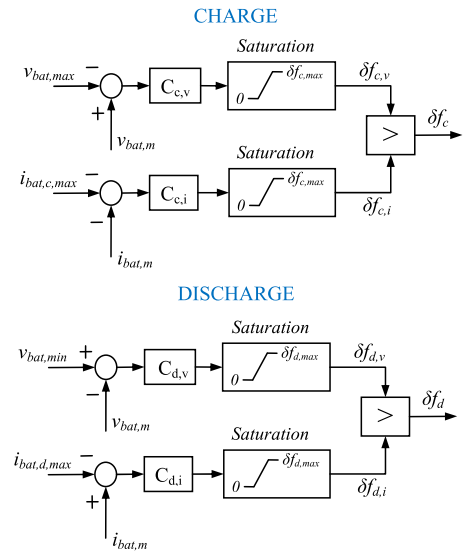 CHARGE
Saturation
v_bat,max − C_c,v 0 δf_c,max δf_c,v
+
v_bat,m
> δf_c
Saturation
i_bat,c,max − C_c,i 0 δf_c,max δf_c,i
−
i_bat,m
DISCHARGE
Saturation
v_bat,min + C_d,v 0 δf_d,max δf_d,v
−
v_bat,m
> δf_d
Saturation
i_bat,d,max − C_d,i 0 δf_d,max δf_d,i
+
i_bat,m